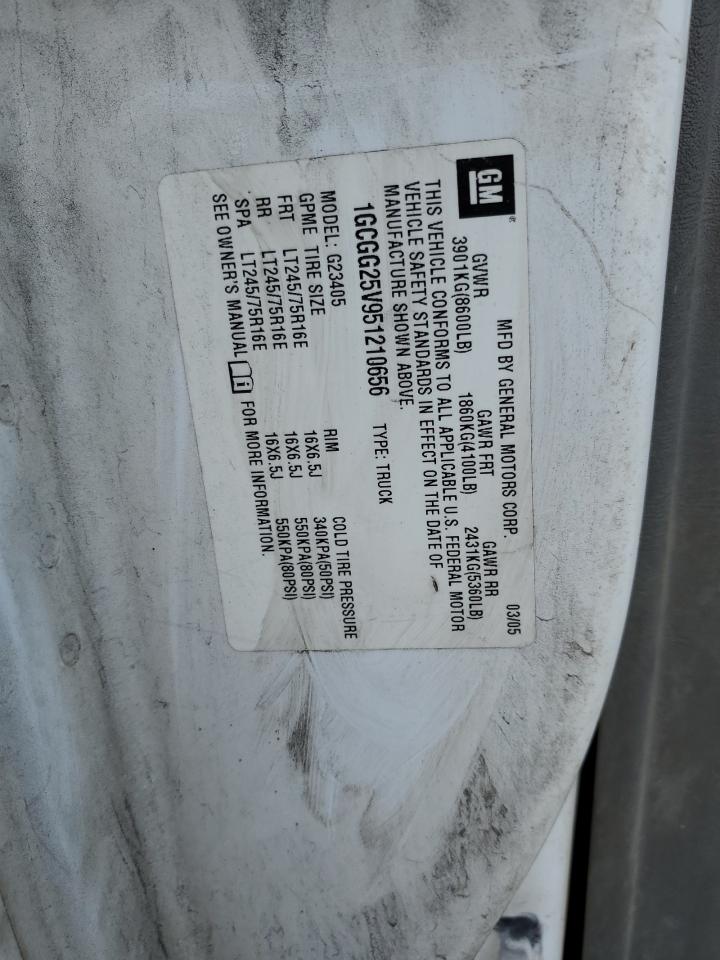 GM
®
MFD BY GENERAL MOTORS CORP. 03/05
GVWR GAWR FRT GAWR RR
3901KG(8600LB) 1860KG(4100LB) 2431KG(5360LB)
THIS VEHICLE CONFORMS TO ALL APPLICABLE U.S. FEDERAL MOTOR
VEHICLE SAFETY STANDARDS IN EFFECT ON THE DATE OF
MANUFACTURE SHOWN ABOVE.
1GCGG25V951210656 TYPE: TRUCK
MODEL: G23405
GPME TIRE SIZE RIM COLD TIRE PRESSURE
FRT LT245/75R16E 16X6.5J 340KPA(50PSI)
RR LT245/75R16E 16X6.5J 550KPA(80PSI)
SPA LT245/75R16E 16X6.5J 550KPA(80PSI)
SEE OWNER'S MANUAL FOR MORE INFORMATION.